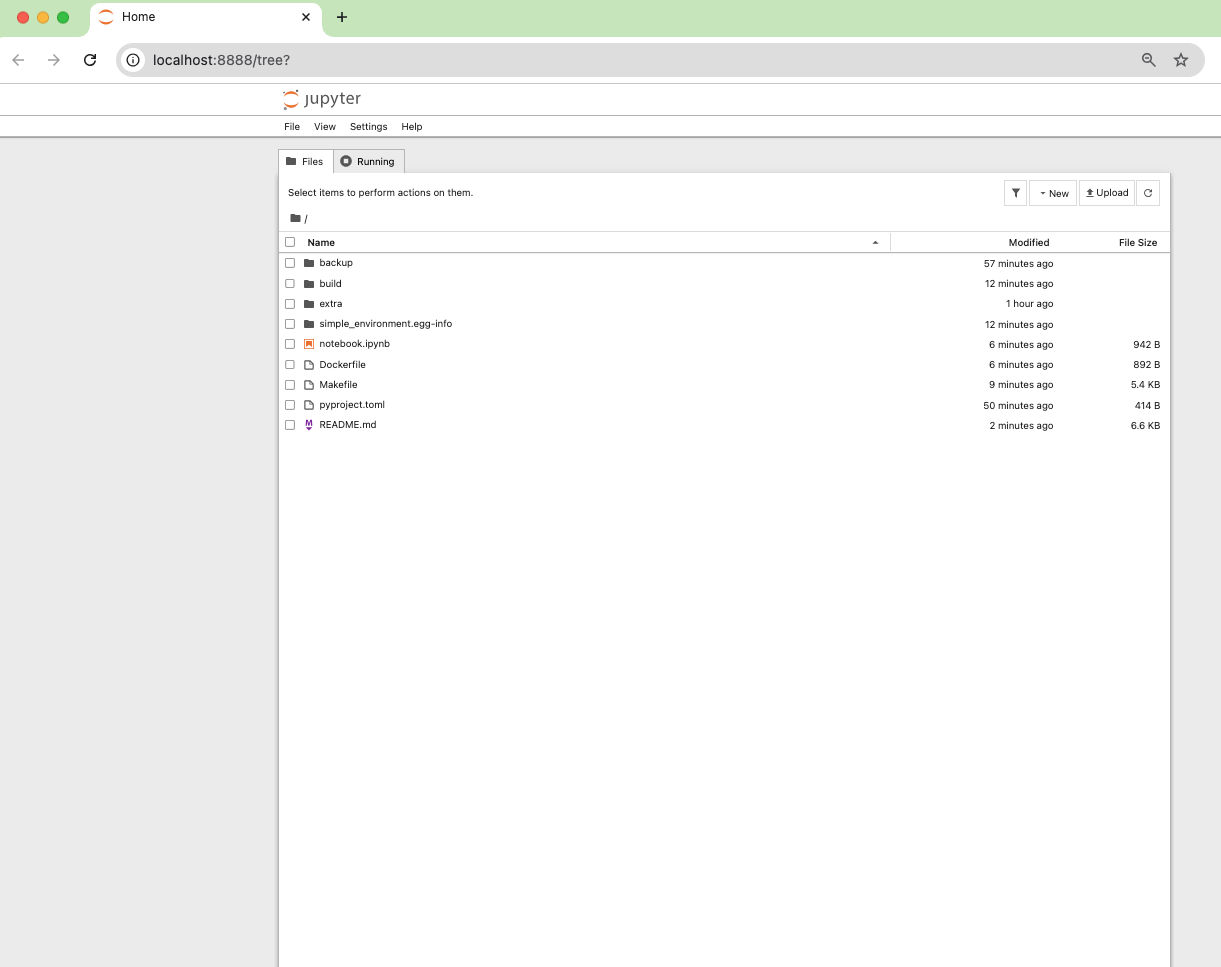 Home
localhost:8888/tree?
jupyter
File View Settings Help
Files Running
Select items to perform actions on them.
New Upload
/
Name Modified File Size
backup 57 minutes ago
build 12 minutes ago
extra 1 hour ago
simple_environment.egg-info 12 minutes ago
notebook.ipynb 6 minutes ago 942 B
Dockerfile 6 minutes ago 892 B
Makefile 9 minutes ago 5.4 KB
pyproject.toml 50 minutes ago 414 B
M README.md 2 minutes ago 6.6 KB